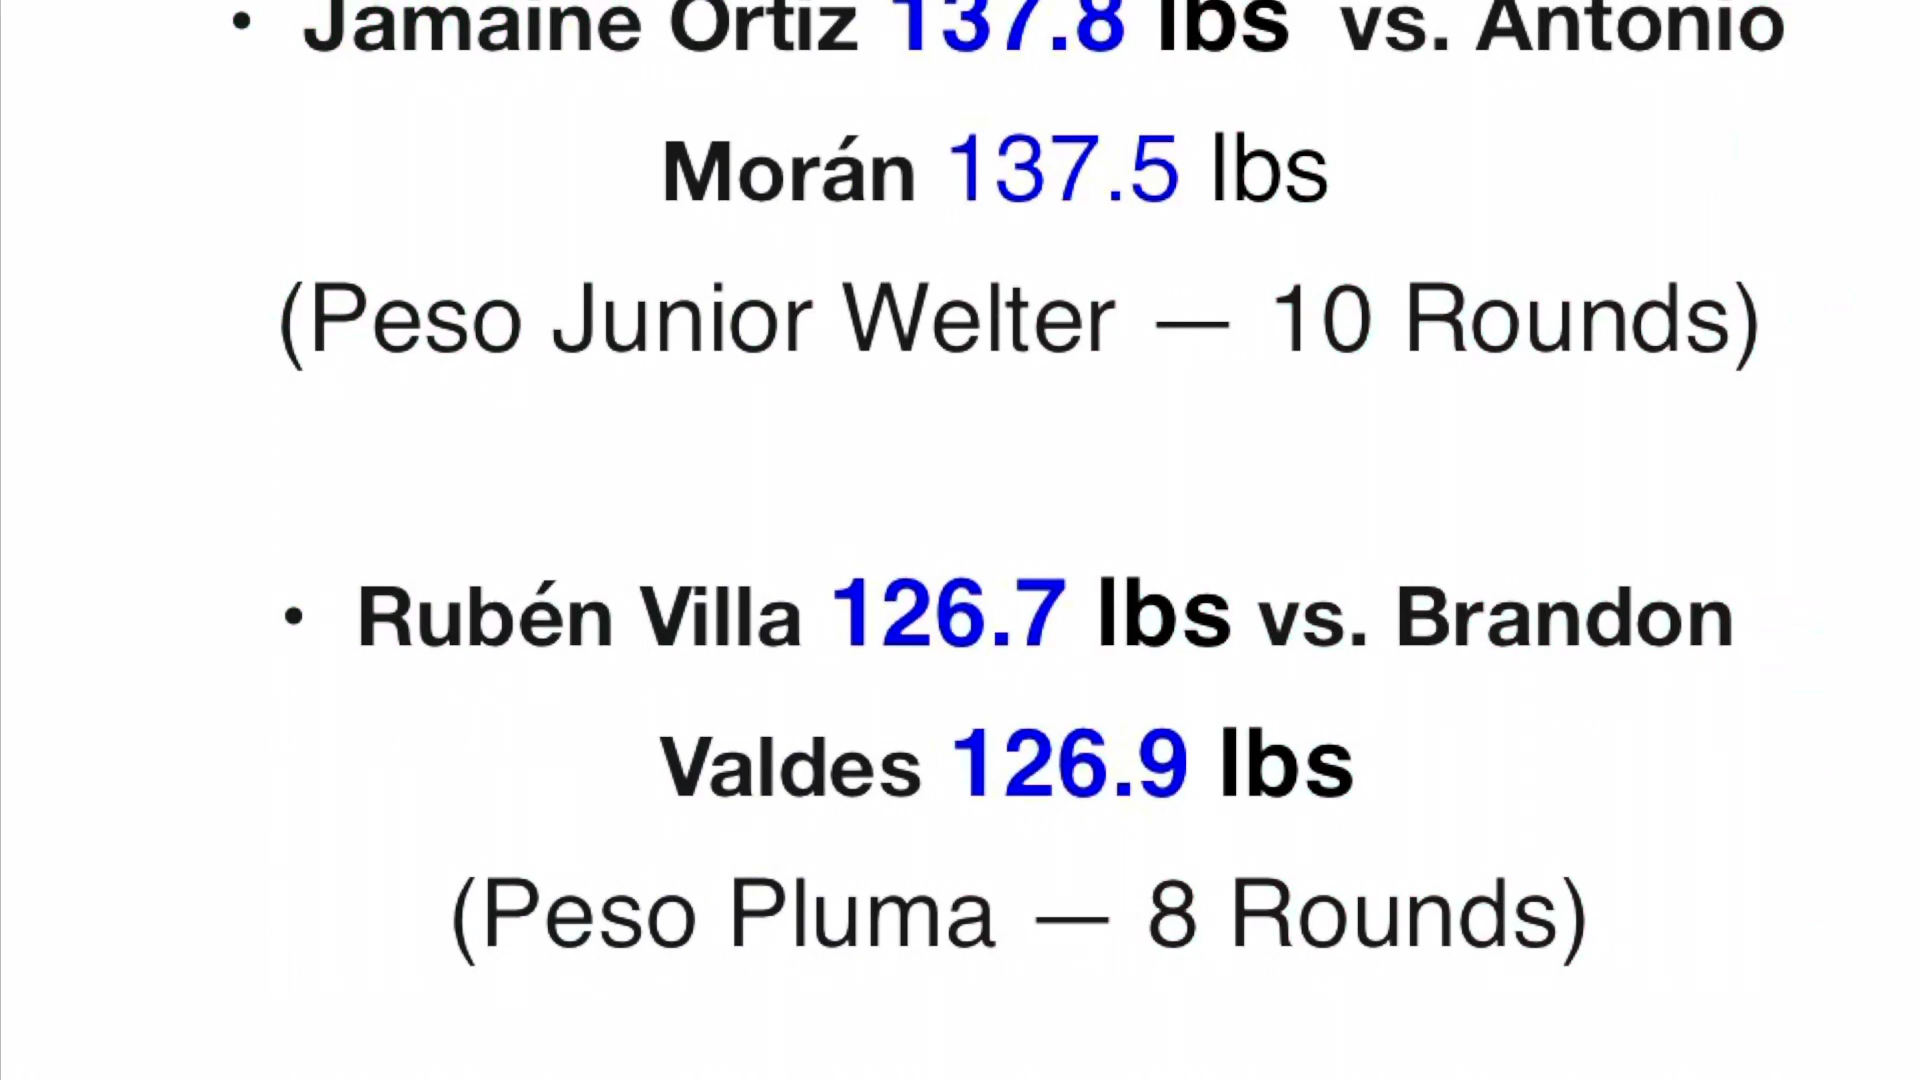 • Jamaine Ortiz 137.8 lbs vs. Antonio
Morán 137.5 lbs
(Peso Junior Welter — 10 Rounds)
• Rubén Villa 126.7 lbs vs. Brandon
Valdes 126.9 lbs
(Peso Pluma — 8 Rounds)